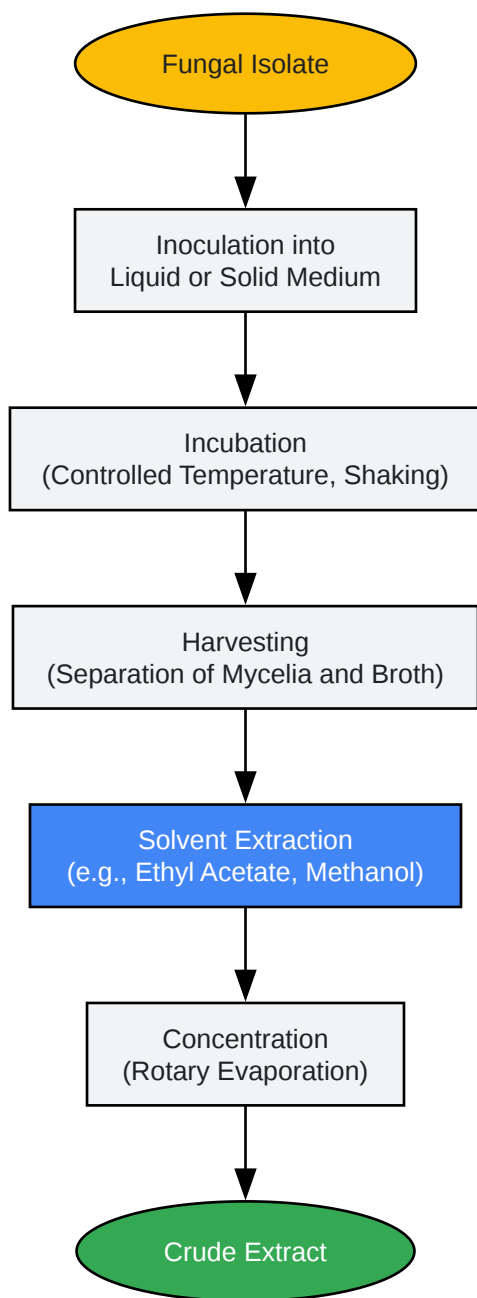 Fungal Isolate
Inoculation into
Liquid or Solid Medium
Incubation
(Controlled Temperature, Shaking)
Harvesting
(Separation of Mycelia and Broth)
Solvent Extraction
(e.g., Ethyl Acetate, Methanol)
Concentration
(Rotary Evaporation)
Crude Extract